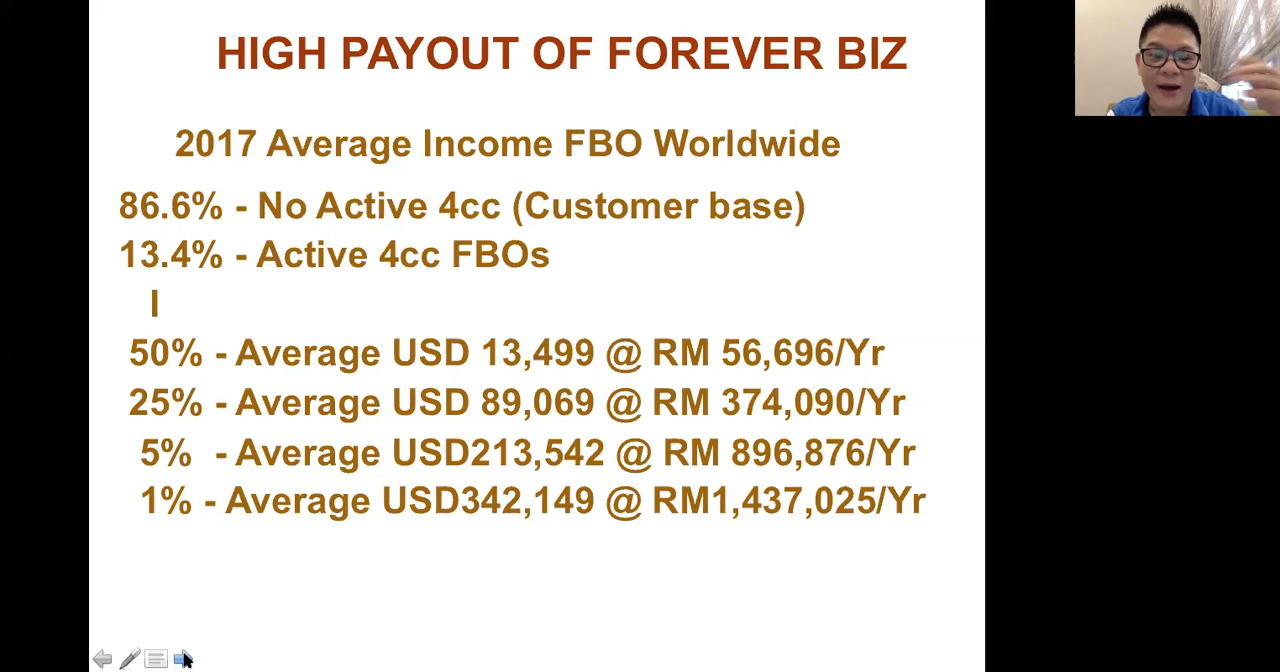 HIGH PAYOUT OF FOREVER BIZ
2017 Average Income FBO Worldwide
86.6% - No Active 4cc (Customer base)
13.4% - Active 4cc FBOs
I
50% - Average USD 13,499 @ RM 56,696/Yr
25% - Average USD 89,069 @ RM 374,090/Yr
5% - Average USD213,542 @ RM 896,876/Yr
1% - Average USD342,149 @ RM1,437,025/Yr